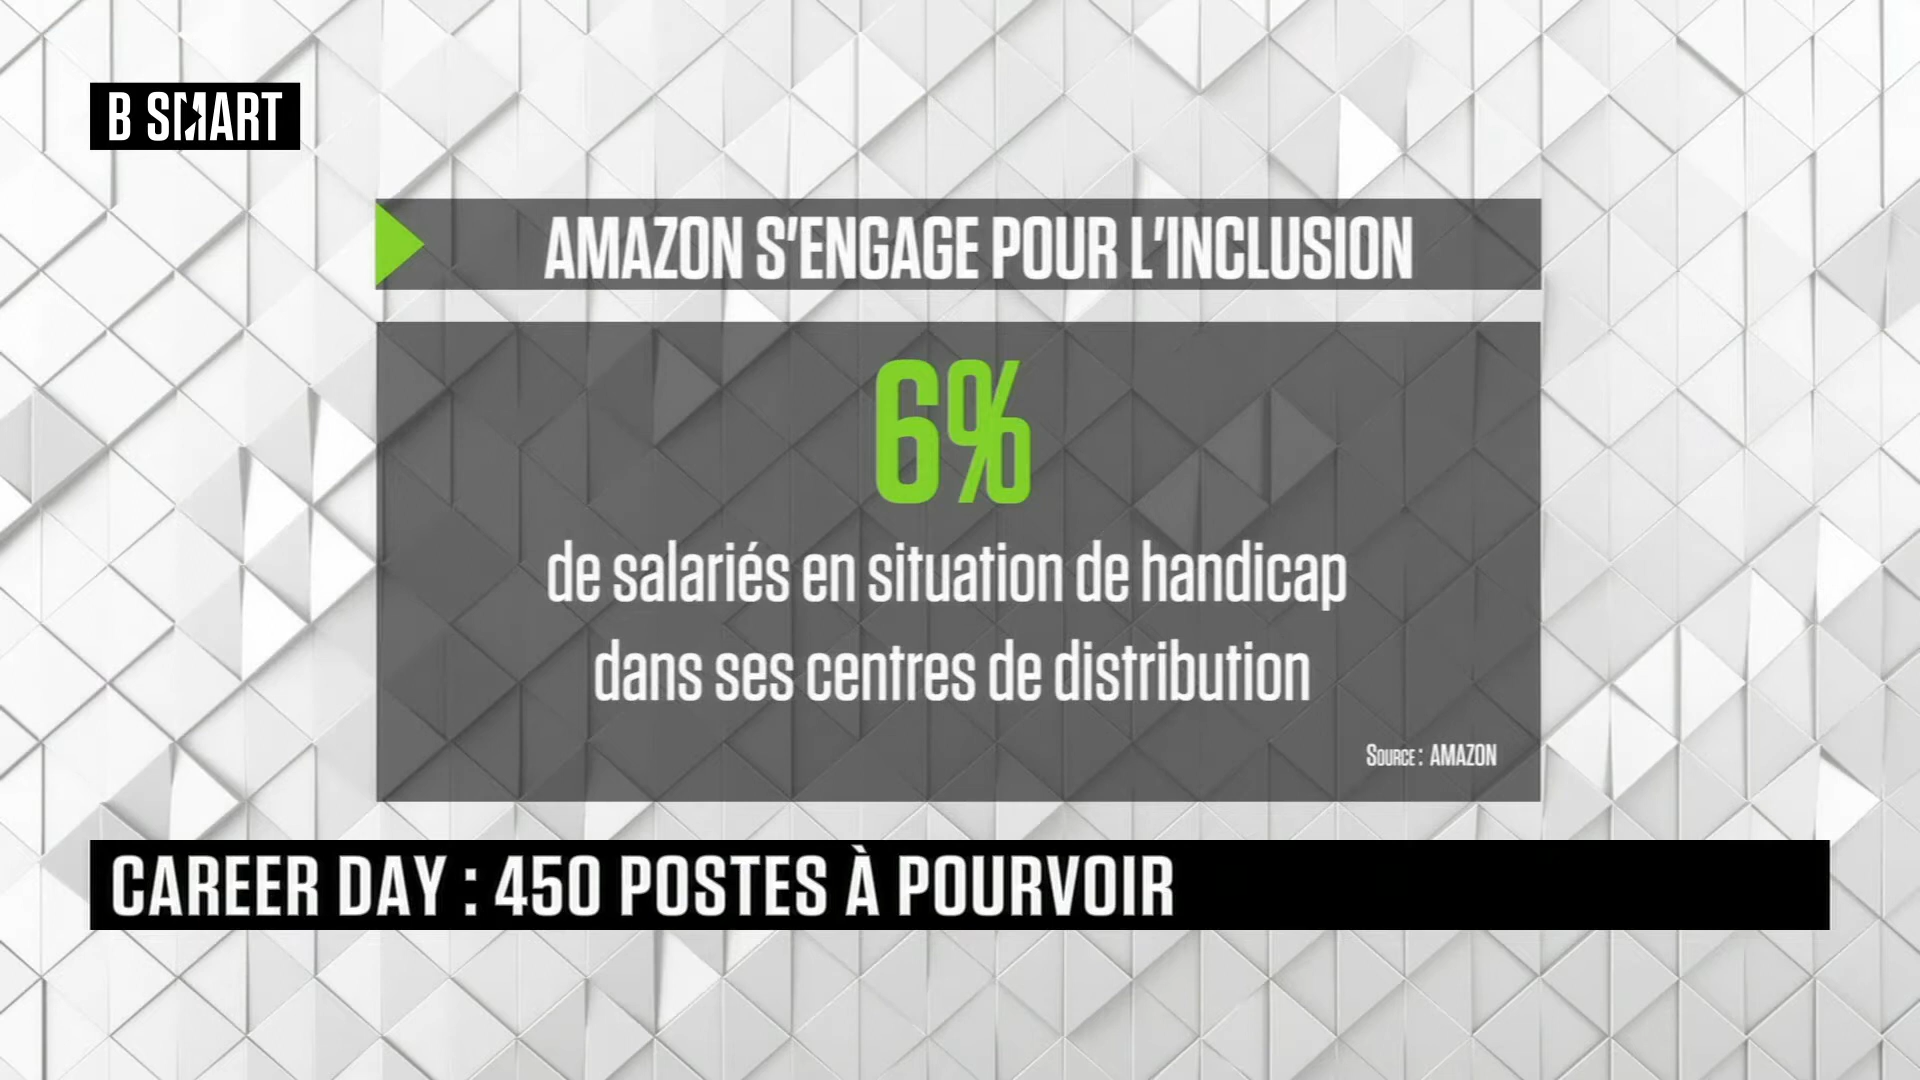 B SMART
AMAZON S'ENGAGE POUR L'INCLUSION
6%
de salariés en situation de handicap
dans ses centres de distribution
SOURCE : AMAZON
CAREER DAY : 450 POSTES À POURVOIR